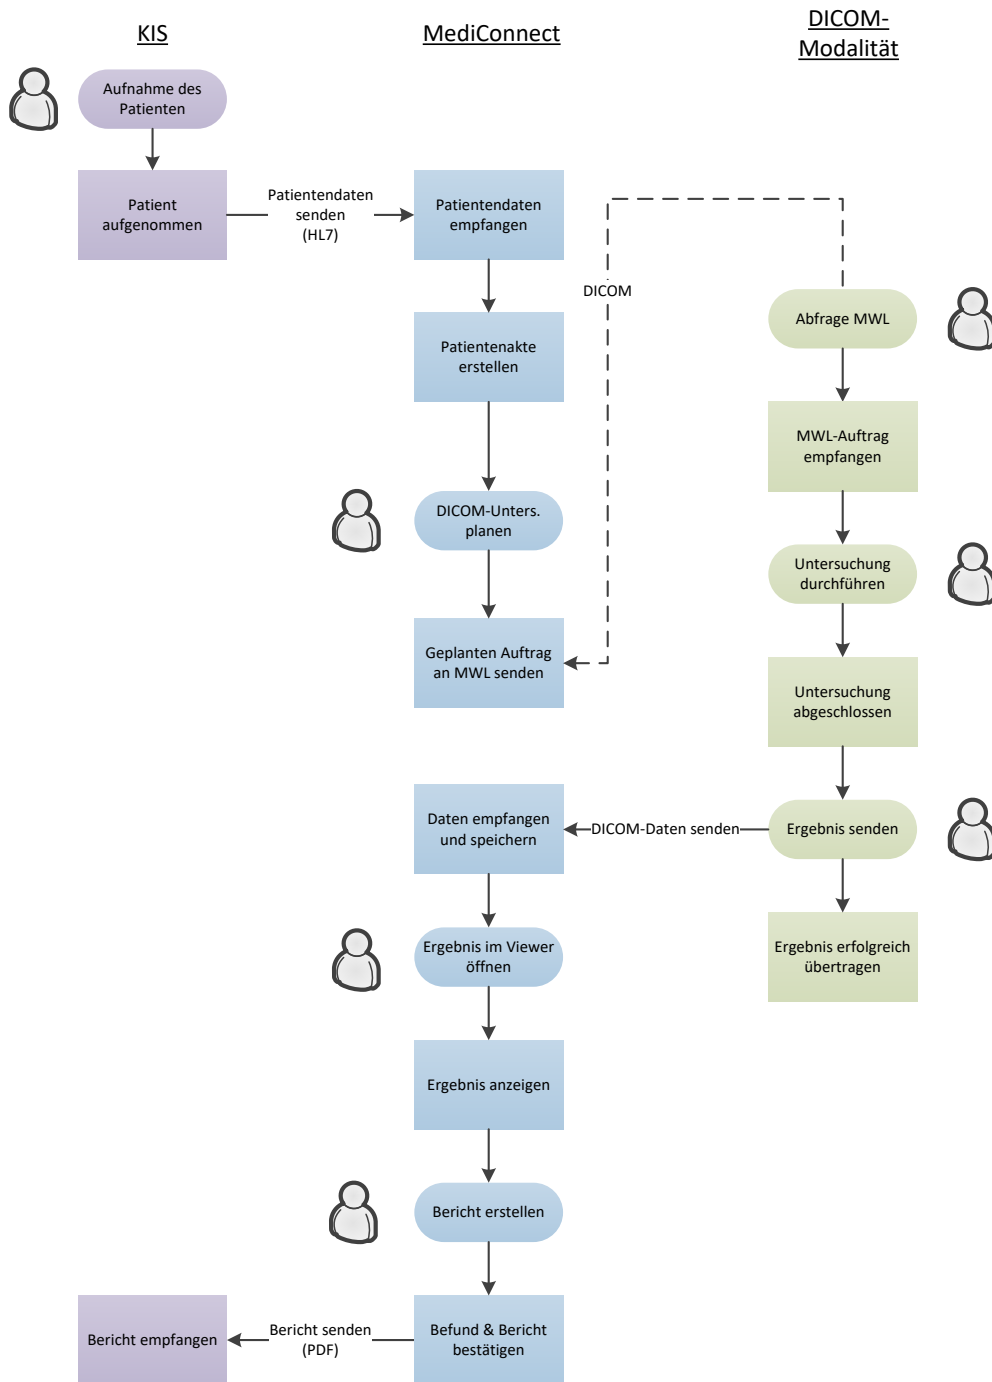 KIS
MediConnect
DICOM-
Modalität
Aufnahme des
Patienten
Patient
aufgenommen
Patientendaten
senden
(HL7)
Patientendaten
empfangen
DICOM
Abfrage MWL
Patientenakte
erstellen
MWL-Auftrag
empfangen
DICOM-Unters.
planen
Untersuchung
durchführen
Geplanten Auftrag
an MWL senden
Untersuchung
abgeschlossen
Daten empfangen
und speichern
DICOM-Daten senden
Ergebnis senden
Ergebnis im Viewer
öffnen
Ergebnis erfolgreich
übertragen
Ergebnis anzeigen
Bericht erstellen
Bericht empfangen
Bericht senden
(PDF)
Befund & Bericht
bestätigen